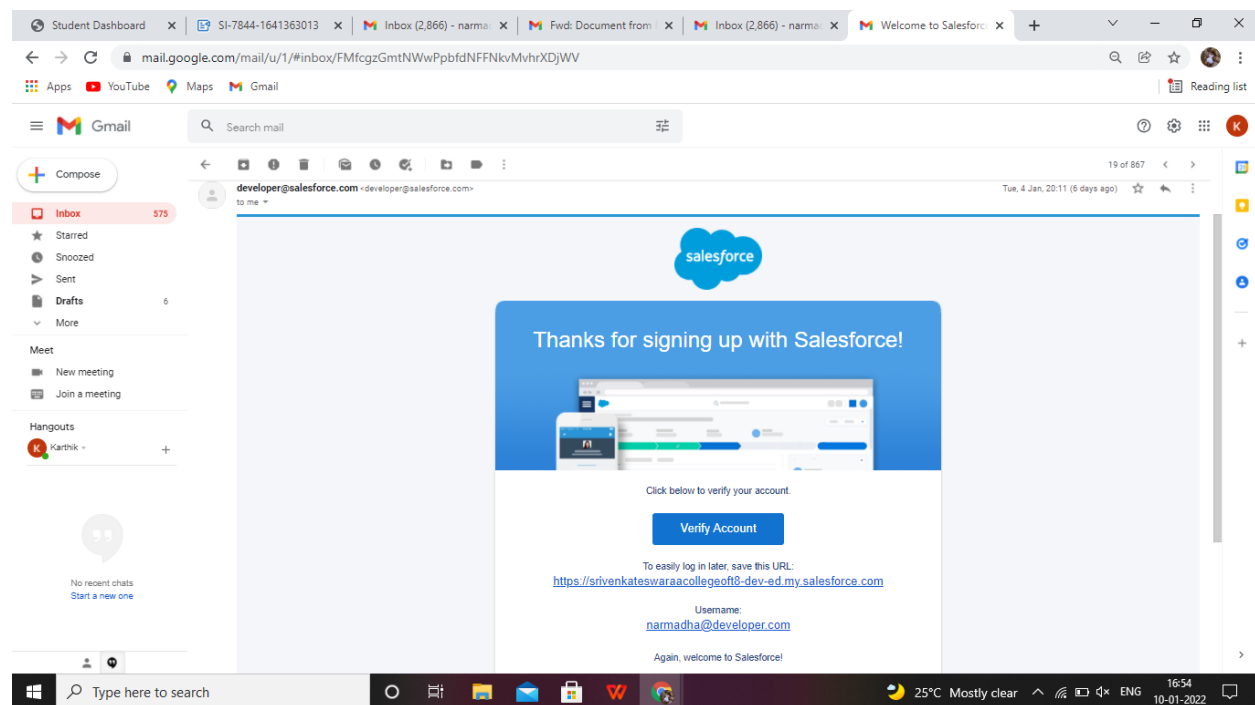 Student Dashboard
SI-7844-1641363013
Inbox (2,866) - narma
Fwd: Document from
Inbox (2,866) - narma
Welcome to Salesforc
mail.google.com/mail/u/1/#inbox/FMfcgzGmtNWwPpbfdNFFNkvMvhrXDjWV
Apps YouTube Maps Gmail Reading list
Gmail
Search mail
K
Compose
19 of 867
developer@salesforce.com <developer@salesforce.com>
Tue, 4 Jan, 20:11 (6 days ago)
to me
Inbox 575
Starred
Snoozed
Sent
Drafts 6
More
Meet
New meeting
Join a meeting
Hangouts
K Karthik
No recent chats
Start a new one
salesforce
Thanks for signing up with Salesforce!
Click below to verify your account.
Verify Account
To easily log in later, save this URL:
https://srivenkateswaraacollegeoft8-dev-ed.my.salesforce.com
Username:
narmadha@developer.com
Again, welcome to Salesforce!
Type here to search
25°C Mostly clear
ENG
16:54
10-01-2022